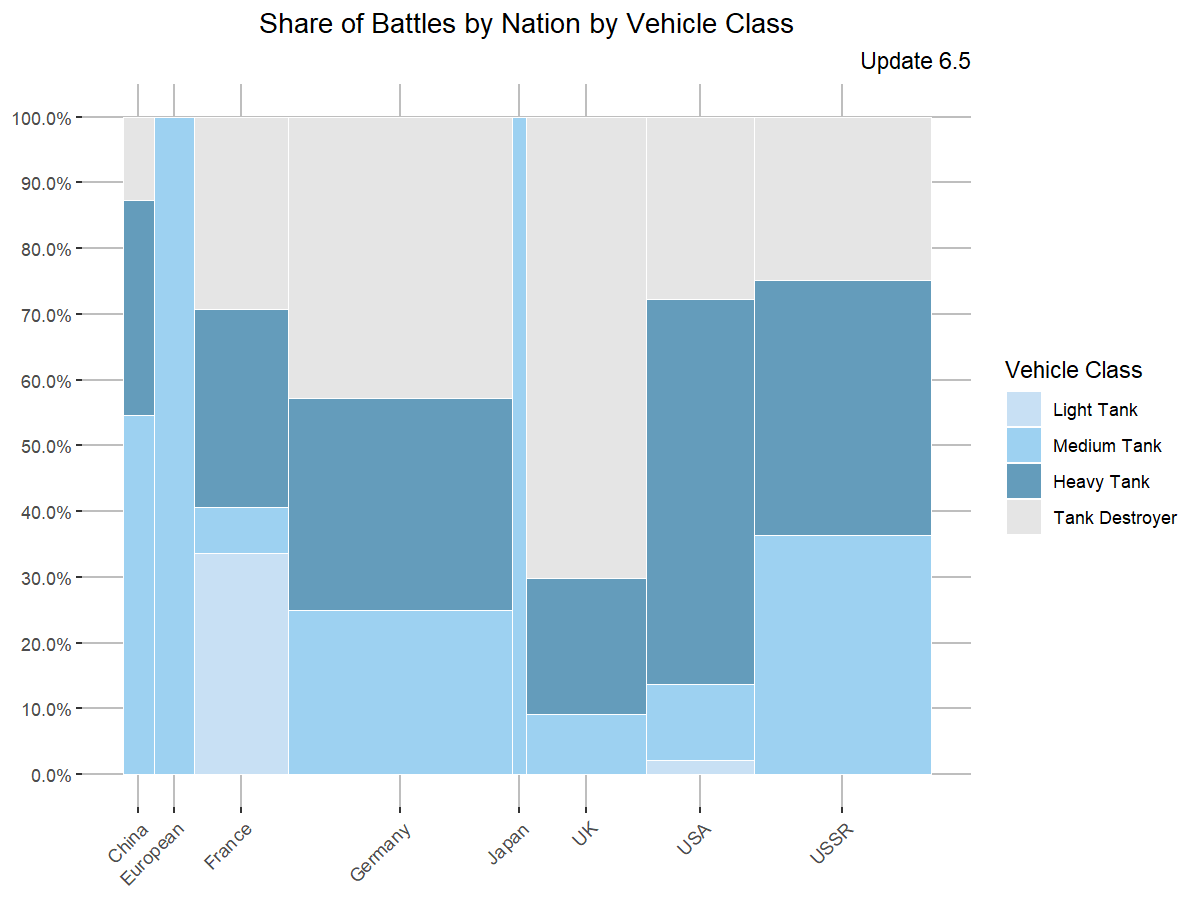 Share of Battles by Nation by Vehicle Class
Update 6.5
100.0%
90.0%
80.0%
70.0%
60.0%
50.0%
40.0%
30.0%
20.0%
10.0%
0.0%
China
European
France
Germany
Japan
UK
USA
USSR
Vehicle Class
Light Tank
Medium Tank
Heavy Tank
Tank Destroyer